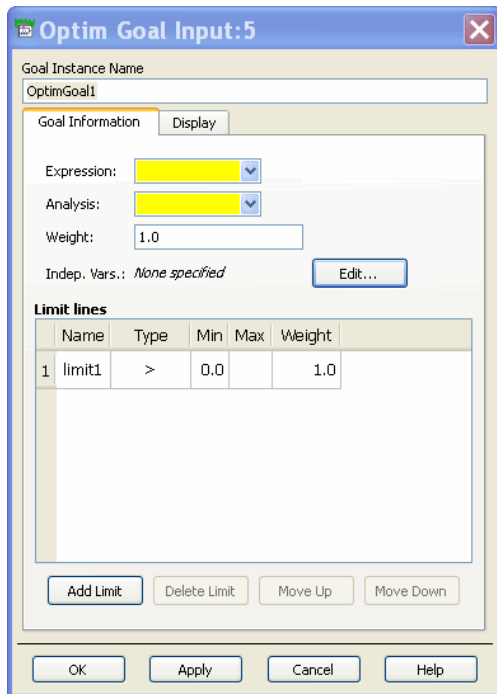 Optim Goal Input:5
Goal Instance Name
OptimGoal1
Goal Information Display
Expression:
Analysis:
Weight: 1.0
Indep. Vars.: None specified Edit...
Limit lines
Name Type Min Max Weight
1 limit1 > 0.0 1.0
Add Limit Delete Limit Move Up Move Down
OK Apply Cancel Help